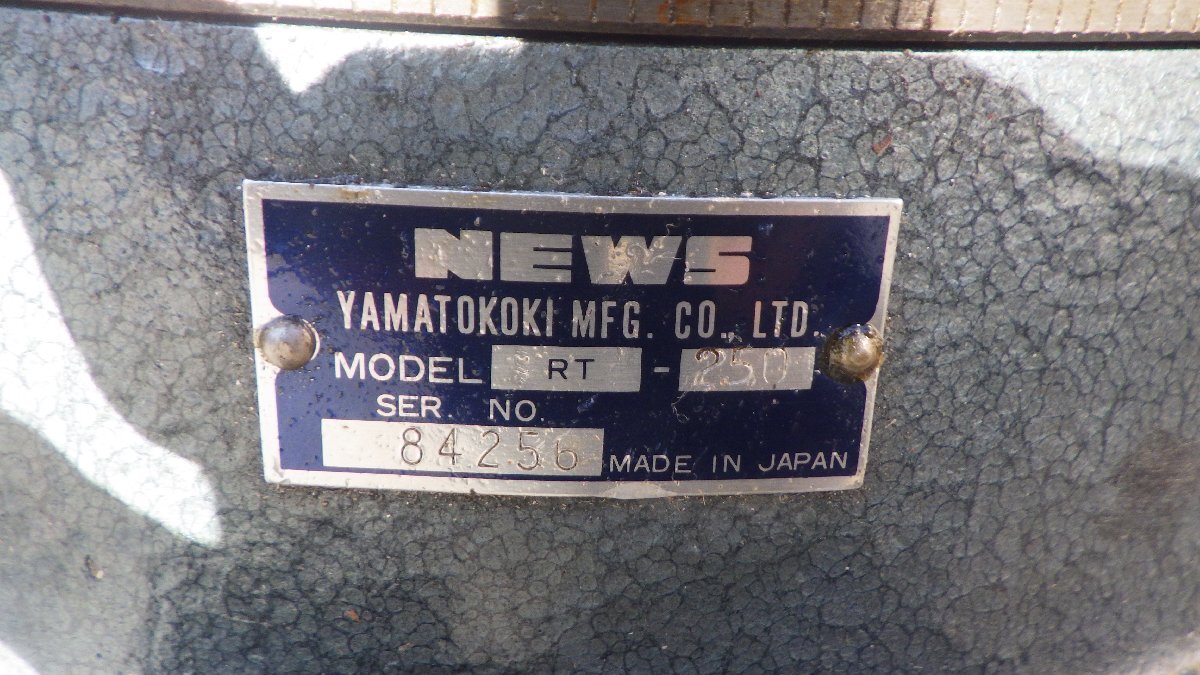 NEWS
YAMATOKOKI MFG. CO., LTD.
MODEL RT - 250
SER. NO.
84256 MADE IN JAPAN